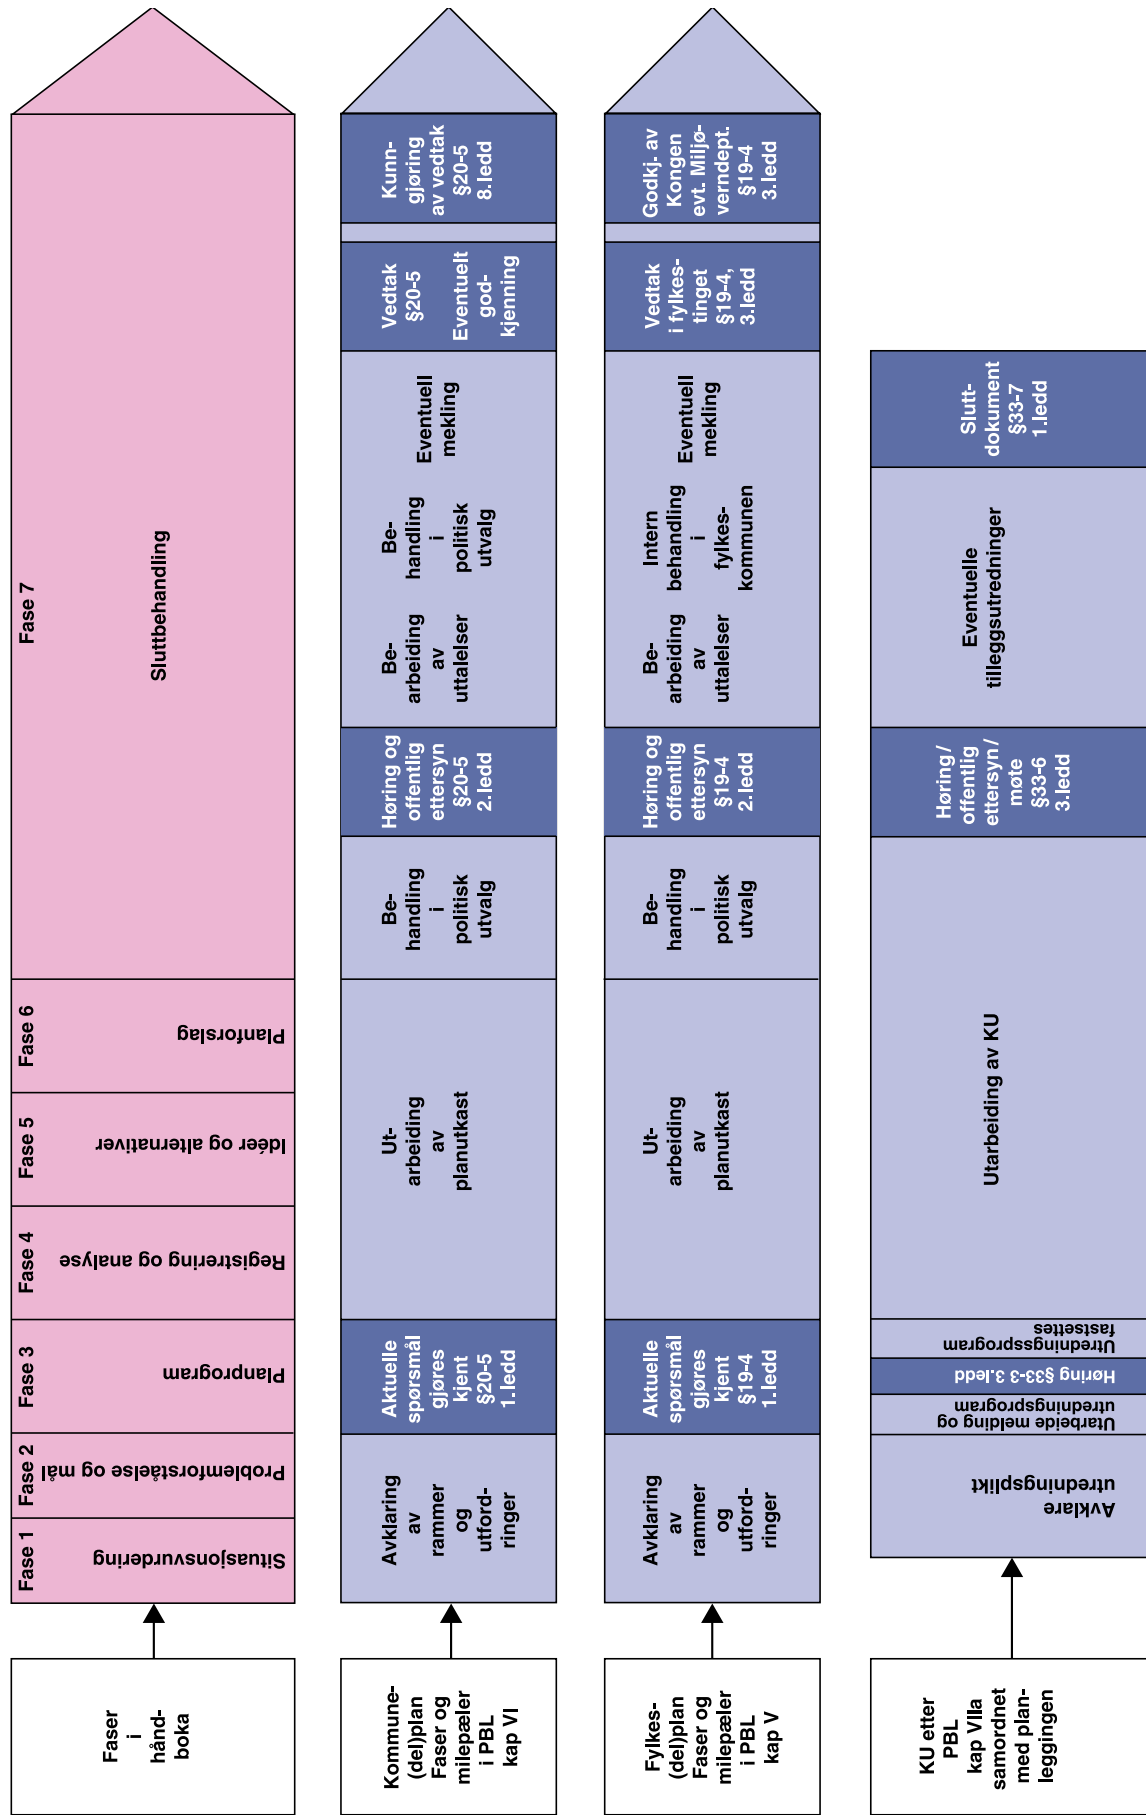 Faser
i
hånd-
boka
Fase 1
Situasjonsvurdering
Fase 2
Problemforståelse og mål
Fase 3
Planprogram
Fase 4
Registrering og analyse
Fase 5
Idéer og alternativer
Fase 6
Planforslag
Fase 7
Sluttbehandling
Kommune-
(del)plan
Faser og
milepæler
i PBL
kap VI
Avklaring
av
rammer
og
utford-
ringer
Aktuelle
spørsmål
gjøres
kjent
§20-5
1.ledd
Ut-
arbeiding
av
planutkast
Be-
handling
i
politisk
utvalg
Høring og
offentlig
ettersyn
§20-5
2.ledd
Be-
arbeiding
av
uttalelser
Be-
handling
i
politisk
utvalg
Eventuell
mekling
Vedtak
§20-5
Eventuelt
god-
kjenning
Kunn-
gjøring
av vedtak
§20-5
8.ledd
Fylkes-
(del)plan
Faser og
milepæler
i PBL
kap V
Avklaring
av
rammer
og
utford-
ringer
Aktuelle
spørsmål
gjøres
kjent
§19-4
1.ledd
Ut-
arbeiding
av
planutkast
Be-
handling
i
politisk
utvalg
Høring og
offentlig
ettersyn
§19-4
2.ledd
Be-
arbeiding
av
uttalelser
Intern
behandling
i
fylkes-
kommunen
Eventuell
mekling
Vedtak
i fylkes-
tinget
§19-4,
3.ledd
Godkj. av
Kongen
evt. Miljø-
verndept.
§19-4
3.ledd
KU etter
PBL
kap VIIa
samordnet
med plan-
leggingen
Avklare
utredningsplikt
Utarbeide melding og
utredningsprogram
Høring §33-3 3.ledd
Utredningssprogram
fastsettes
Utarbeiding av KU
Høring/
offentlig
ettersyn/
møte
§33-6
3.ledd
Eventuelle
tilleggsutredninger
Slutt-
dokument
§33-7
1.ledd